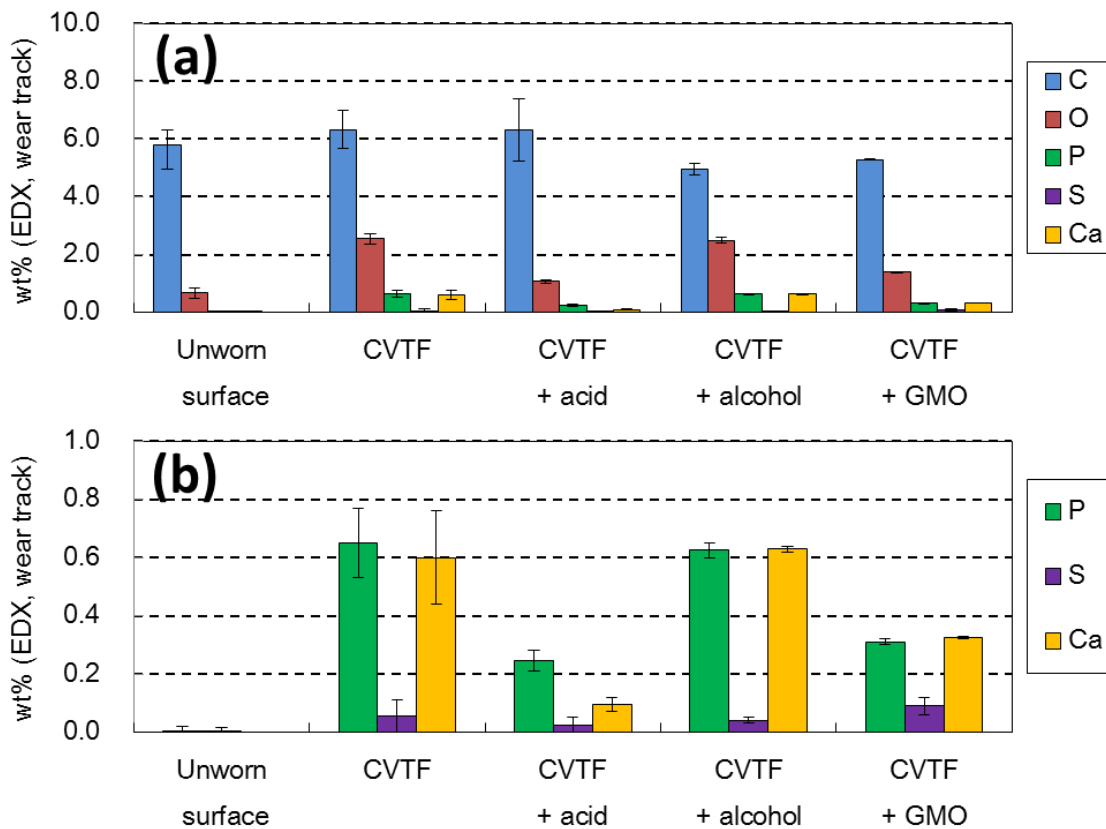 (a)
wt% (EDX, wear track)
10.0
8.0
6.0
4.0
2.0
0.0
Unworn surface
CVTF
CVTF + acid
CVTF + alcohol
CVTF + GMO
C
O
P
S
Ca
(b)
wt% (EDX, wear track)
1.0
0.8
0.6
0.4
0.2
0.0
Unworn surface
CVTF
CVTF + acid
CVTF + alcohol
CVTF + GMO
P
S
Ca